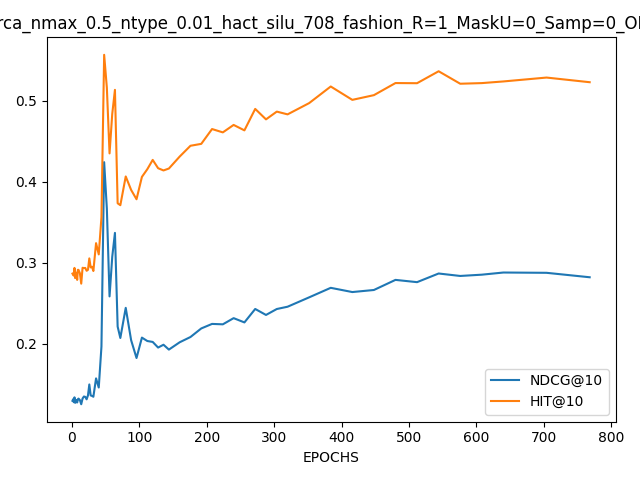 rca_nmax_0.5_ntype_0.01_hact_silu_708_fashion_R=1_MaskU=0_Samp=0_O
0.5
0.4
0.3
0.2
NDCG@10
HIT@10
0 100 200 300 400 500 600 700 800
EPOCHS